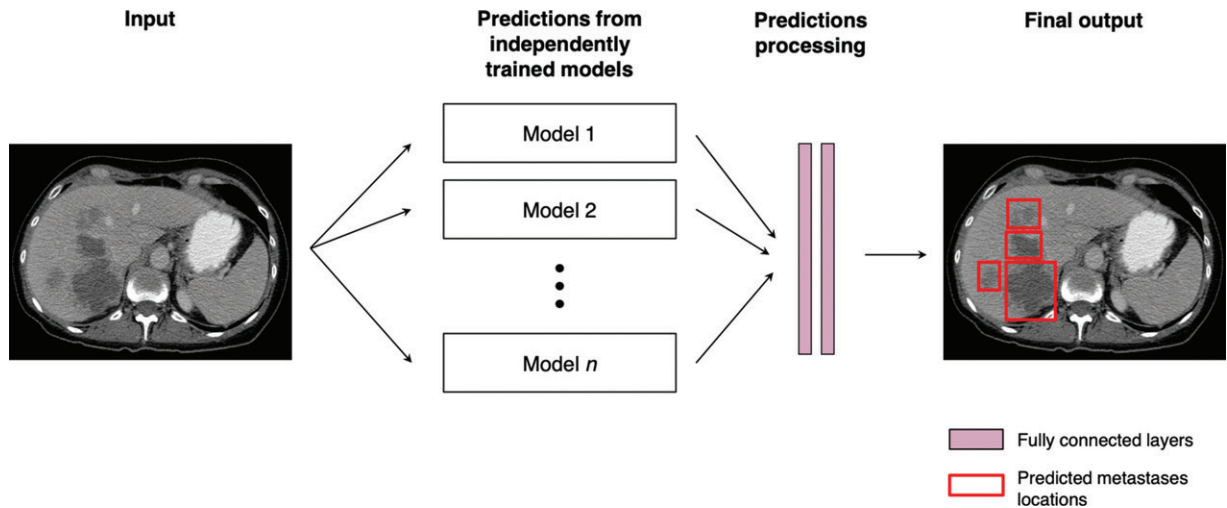 Input
Predictions from
independently
trained models
Predictions
processing
Final output
Model 1
Model 2
Model n
Fully connected layers
Predicted metastases
locations